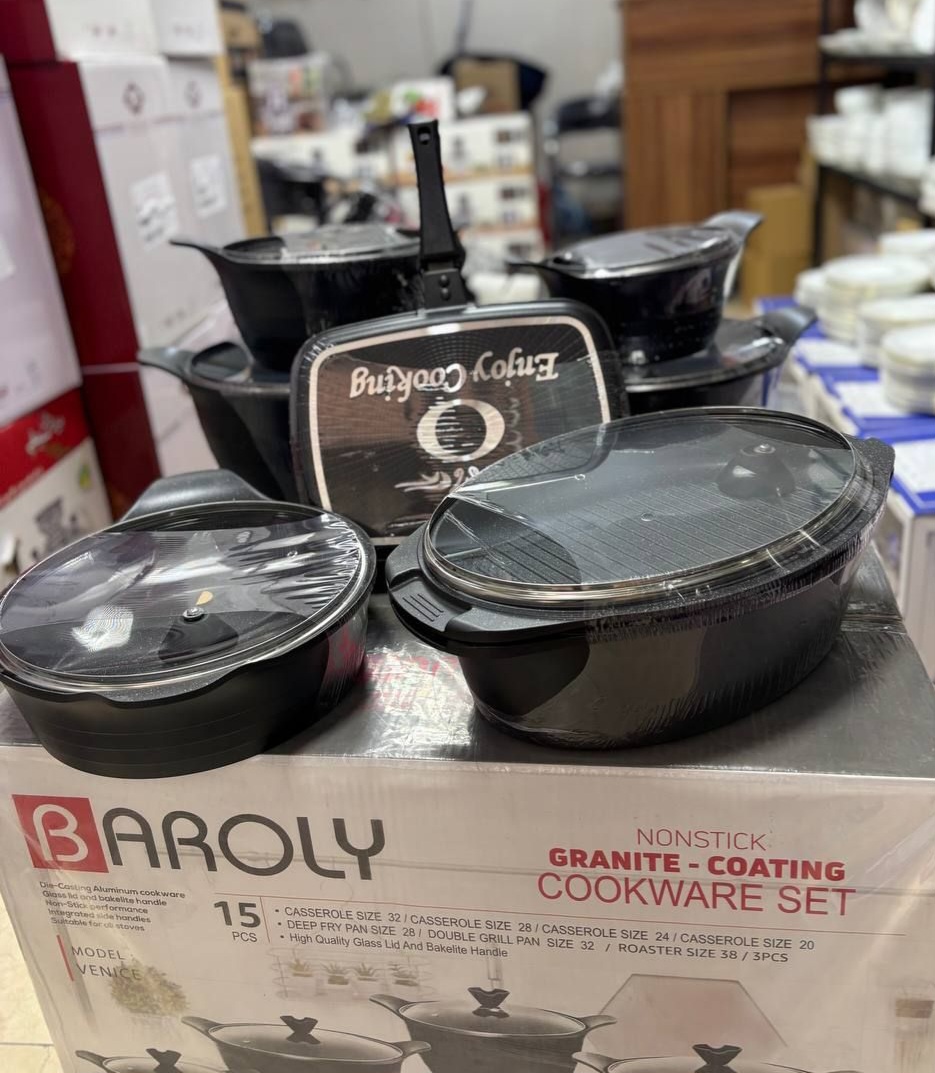 Enjoy Cooking
BAROLY
NONSTICK
GRANITE - COATING
COOKWARE SET
Die-Casting Aluminum cookware
Glass lid and bakelite handle
Non-Stick performance
Integrated side handles
Suitable for all stoves
15
PCS
• CASSEROLE SIZE 32 / CASSEROLE SIZE 28 / CASSEROLE SIZE 24 / CASSEROLE SIZE 20
• DEEP FRY PAN SIZE 28 / DOUBLE GRILL PAN SIZE 32 / ROASTER SIZE 38 / 3PCS
• High Quality Glass Lid And Bakelite Handle
MODEL
VENICE